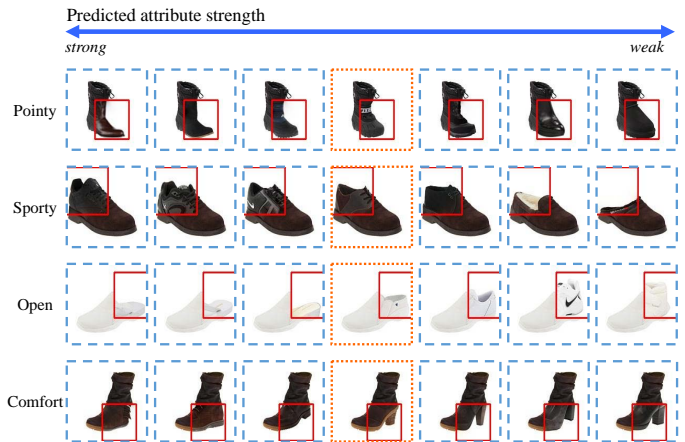 Predicted attribute strength
strong weak
Pointy
Sporty
Open
Comfort